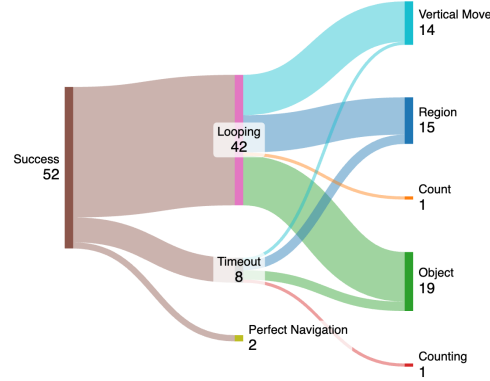 Vertical Move
14
Region
15
Looping
42
Success
52
Count
1
Timeout
8
Object
19
Perfect Navigation
2
Counting
1